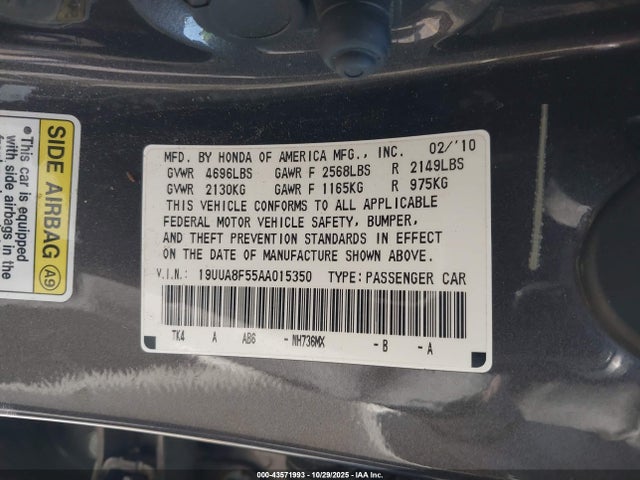 SIDE AIRBAG A9
• This car is equipped
with side airbags in the
MFD. BY HONDA OF AMERICA MFG., INC. 02/'10
GVWR 4696LBS GAWR F 2568LBS R 2149LBS
GVWR 2130KG GAWR F 1165KG R 975KG
THIS VEHICLE CONFORMS TO ALL APPLICABLE
FEDERAL MOTOR VEHICLE SAFETY, BUMPER,
AND THEFT PREVENTION STANDARDS IN EFFECT
ON THE DATE OF MANUFACTURE SHOWN ABOVE.
V.I.N.: 19UUA8F55AA015350 TYPE: PASSENGER CAR
TK4 A AB6 -NH736MX -B -A
000-43571993 - 10/29/2025 - IAA Inc.